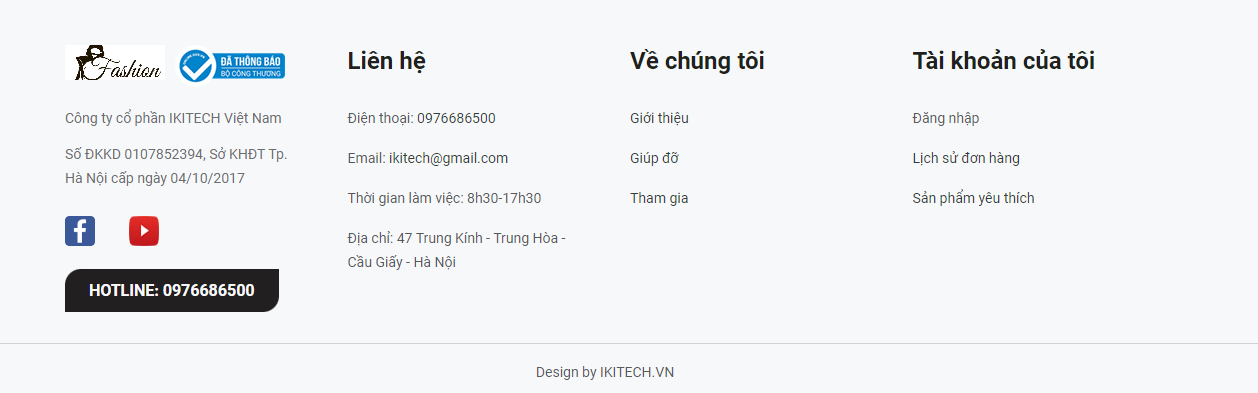 Fashion
ĐÃ THÔNG BÁO
BỘ CÔNG THƯƠNG
Công ty cổ phần IKITECH Việt Nam
Số ĐKKD 0107852394, Sở KHĐT Tp.
Hà Nội cấp ngày 04/10/2017
HOTLINE: 0976686500
Liên hệ
Điện thoại: 0976686500
Email: ikitech@gmail.com
Thời gian làm việc: 8h30-17h30
Địa chỉ: 47 Trung Kính - Trung Hòa -
Cầu Giấy - Hà Nội
Về chúng tôi
Giới thiệu
Giúp đỡ
Tham gia
Tài khoản của tôi
Đăng nhập
Lịch sử đơn hàng
Sản phẩm yêu thích
Design by IKITECH.VN